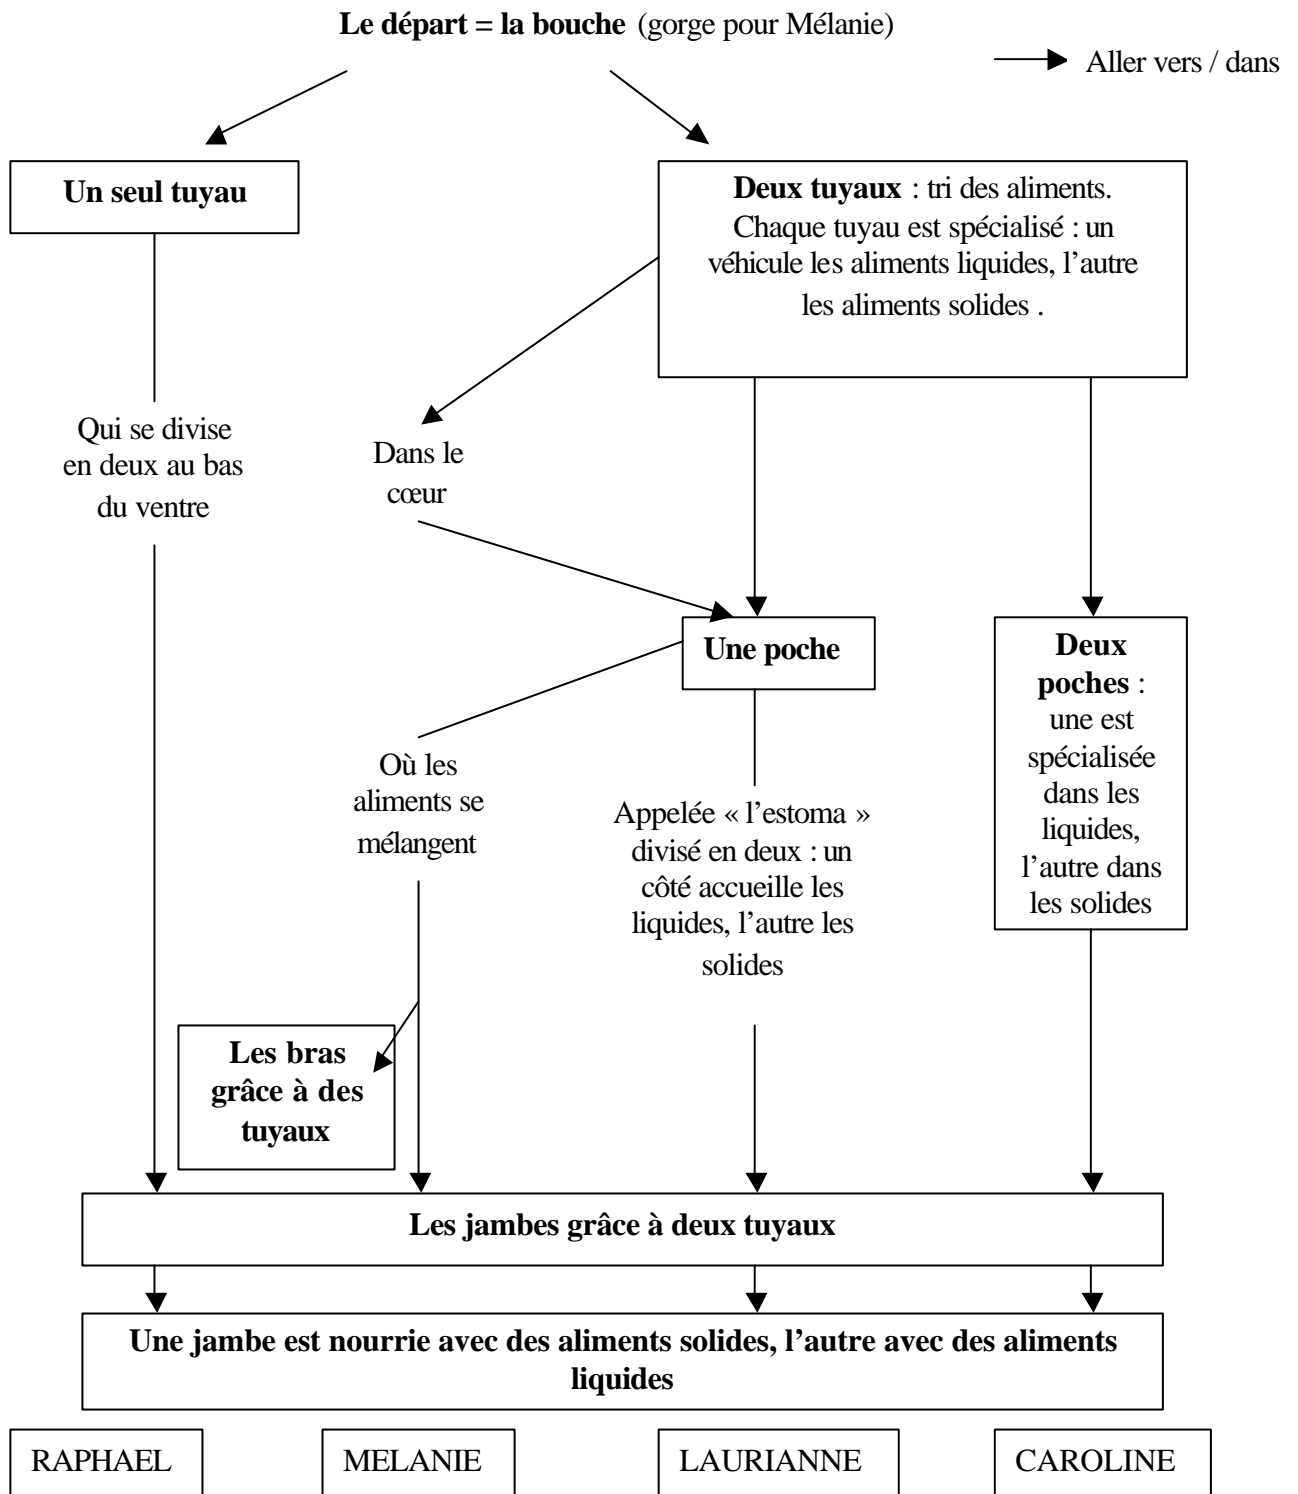 Le départ = la bouche (gorge pour Mélanie)
Aller vers / dans
Un seul tuyau
Deux tuyaux : tri des aliments.
Chaque tuyau est spécialisé : un
véhicule les aliments liquides, l’autre
les aliments solides .
Qui se divise
en deux au bas
du ventre
Dans le
cœur
Une poche
Deux
poches :
une est
spécialisée
dans les
liquides,
l’autre dans
les solides
Où les
aliments se
mélangent
Appelée « l’estoma »
divisé en deux : un
côté accueille les
liquides, l’autre les
solides
Les bras
grâce à des
tuyaux
Les jambes grâce à deux tuyaux
Une jambe est nourrie avec des aliments solides, l’autre avec des aliments
liquides
RAPHAEL
MELANIE
LAURIANNE
CAROLINE